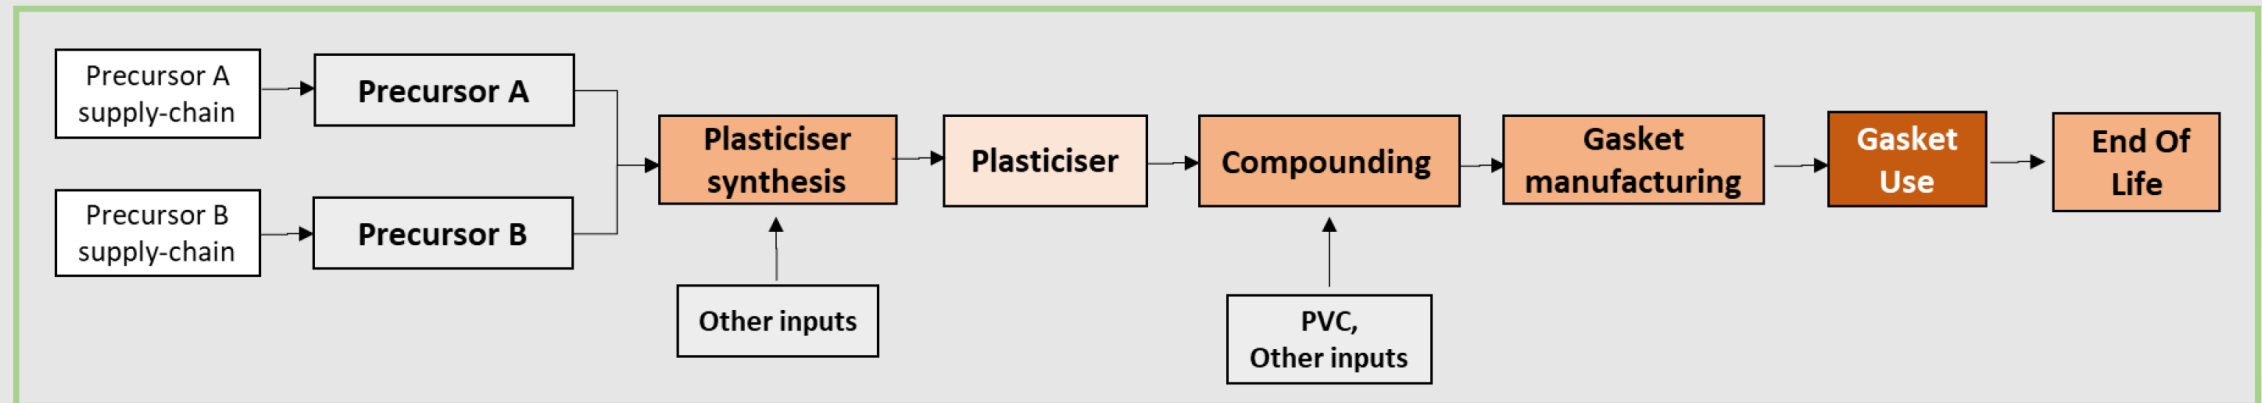 Precursor A
supply-chain
Precursor A
Precursor B
supply-chain
Precursor B
Plasticiser
synthesis
Other inputs
Plasticiser
Compounding
PVC,
Other inputs
Gasket
manufacturing
Gasket
Use
End Of
Life